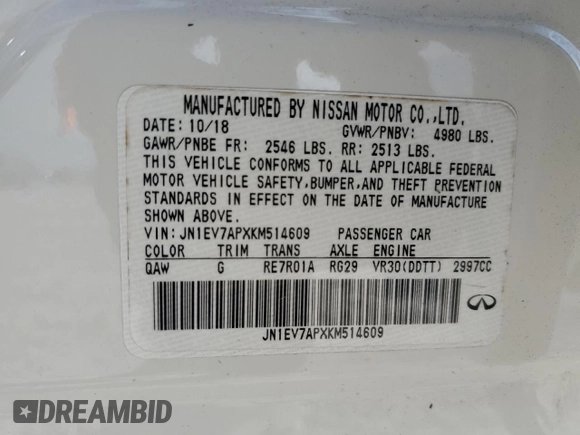 MANUFACTURED BY NISSAN MOTOR CO.,LTD.
DATE: 10/18 GVWR/PNBV: 4980 LBS.
GAWR/PNBE FR: 2546 LBS. RR: 2513 LBS.
THIS VEHICLE CONFORMS TO ALL APPLICABLE FEDERAL
MOTOR VEHICLE SAFETY,BUMPER,AND THEFT PREVENTION
STANDARDS IN EFFECT ON THE DATE OF MANUFACTURE
SHOWN ABOVE.
VIN: JN1EV7APXKM514609 PASSENGER CAR
COLOR TRIM TRANS AXLE ENGINE
QAW G RE7R01A RG29 VR30(DDTT) 2997CC
JN1EV7APXKM514609
DREAMBID